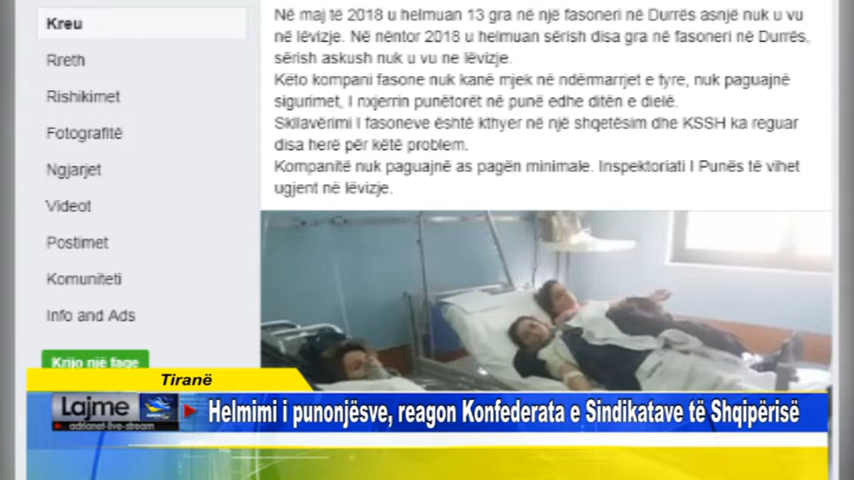 Kreu
Rreth
Rishikimet
Fotografitë
Ngjarjet
Videot
Postimet
Komuniteti
Info and Ads
Krijo një faqe
Në maj të 2018 u helmuan 13 gra në një fasoneri në Durrës asnjë nuk u vu
në lëvizje. Në nëntor 2018 u helmuan sërish disa gra në fasoneri në Durrës,
sërish askush nuk u vu ne lëvizje.
Këto kompani fasone nuk kanë mjek në ndërmarrjet e tyre, nuk paguajnë
sigurimet, I nxjerrin punëtorët në punë edhe ditën e dielë.
Skllavërimi I fasoneve është kthyer në një shqetësim dhe KSSH ka reguar
disa herë për këtë problem.
Kompanitë nuk paguajnë as pagën minimale. Inspektoriati I Punës të vihet
ugjent në lëvizje.
Tiranë
Lajme
adrianet-live-stream
Helmimi i punonjësve, reagon Konfederata e Sindikatave të Shqipërisë